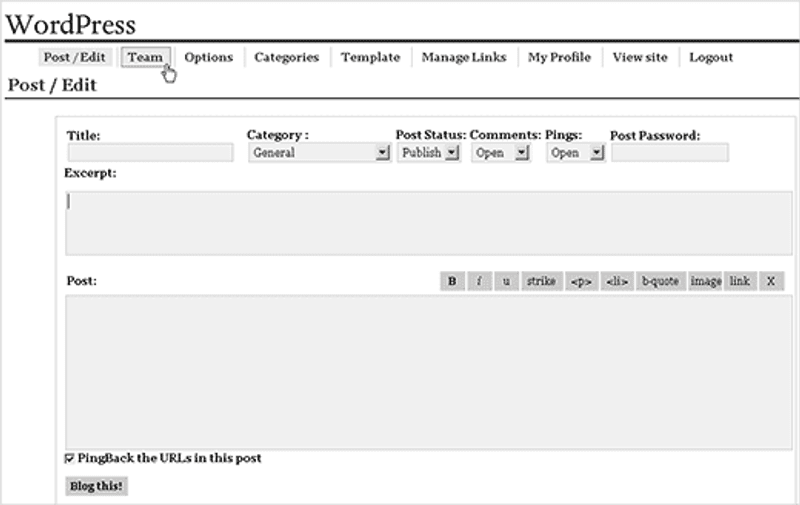 WordPress
Post / Edit Team Options Categories Template Manage Links My Profile View site Logout
Post / Edit
Title: Category : Post Status: Comments: Pings: Post Password:
General Publish Open Open
Excerpt:
Post: B i u strike <p> <li> b-quote image link X
PingBack the URLs in this post
Blog this!